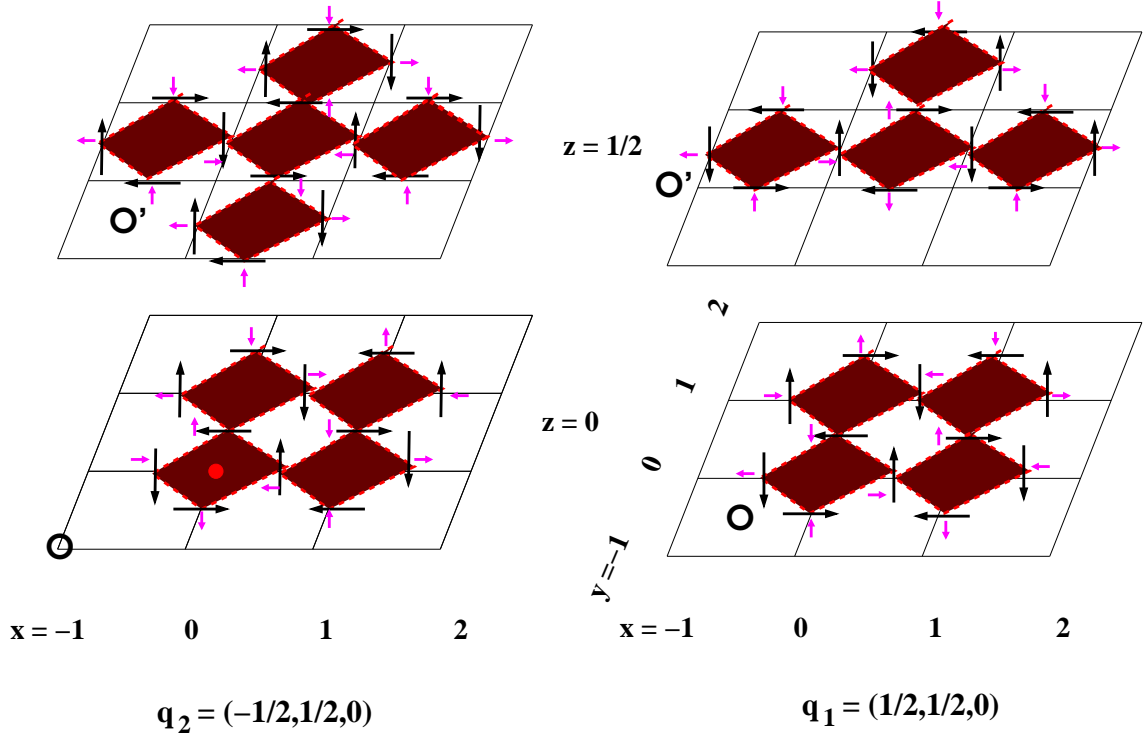 O’
z = 1/2
O’
z = 0
O
O
2
1
0
y =−1
x = −1 0 1 2
x = −1 0 1 2
q2 = (−1/2,1/2,0)
q1 = (1/2,1/2,0)